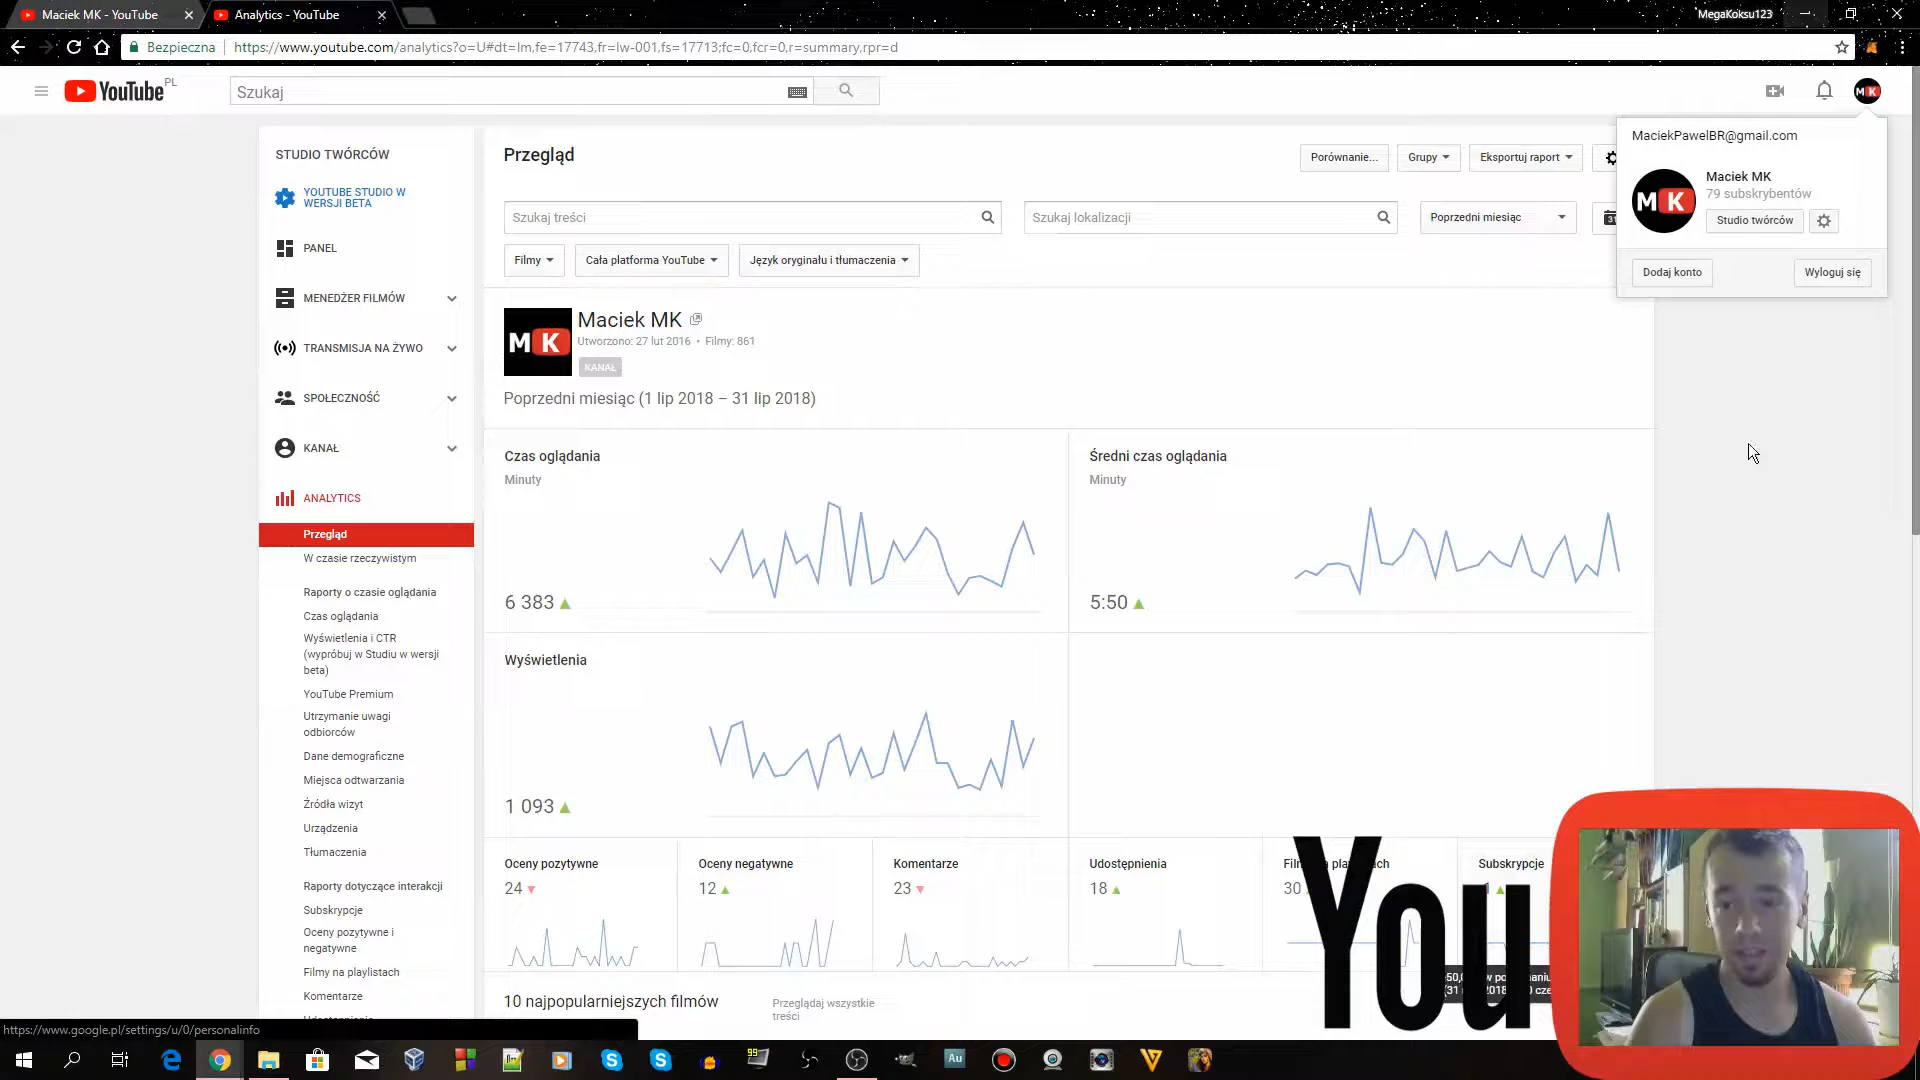 Maciek MK - YouTube
Analytics - YouTube
MegaKoksu123
Bezpieczna
https://www.youtube.com/analytics?o=U#dt=lm,fe=17743,fr=lw-001,fs=17713;fc=0,fcr=0,r=summary,rpr=d
YouTube PL
Szukaj
MK
MaciekPawelBR@gmail.com
MK
Maciek MK
79 subskrybentów
Studio twórców
Dodaj konto
Wyloguj się
STUDIO TWÓRCÓW
YOUTUBE STUDIO W
WERSJI BETA
PANEL
MENEDŻER FILMÓW
TRANSMISJA NA ŻYWO
SPOŁECZNOŚĆ
KANAŁ
ANALYTICS
Przegląd
W czasie rzeczywistym
Raporty o czasie oglądania
Czas oglądania
Wyświetlenia i CTR
(wypróbuj w Studiu w wersji
beta)
YouTube Premium
Utrzymanie uwagi
odbiorców
Dane demograficzne
Miejsca odtwarzania
Źródła wizyt
Urządzenia
Tłumaczenia
Raporty dotyczące interakcji
Subskrypcje
Oceny pozytywne i
negatywne
Filmy na playlistach
Komentarze
Przegląd
Porównanie...
Grupy
Eksportuj raport
Szukaj treści
Szukaj lokalizacji
Poprzedni miesiąc
Filmy
Cała platforma YouTube
Język oryginału i tłumaczenia
MK
Maciek MK
Utworzono: 27 lut 2016 • Filmy: 861
KANAŁ
Poprzedni miesiąc (1 lip 2018 – 31 lip 2018)
Czas oglądania
Minuty
6 383
Średni czas oglądania
Minuty
5:50
Wyświetlenia
1 093
Oceny pozytywne
24
Oceny negatywne
12
Komentarze
23
Udostępnienia
18
30
Subskrypcje
You
10 najpopularniejszych filmów
Przeglądaj wszystkie
treści
https://www.google.pl/settings/u/0/personalinfo
99
Au